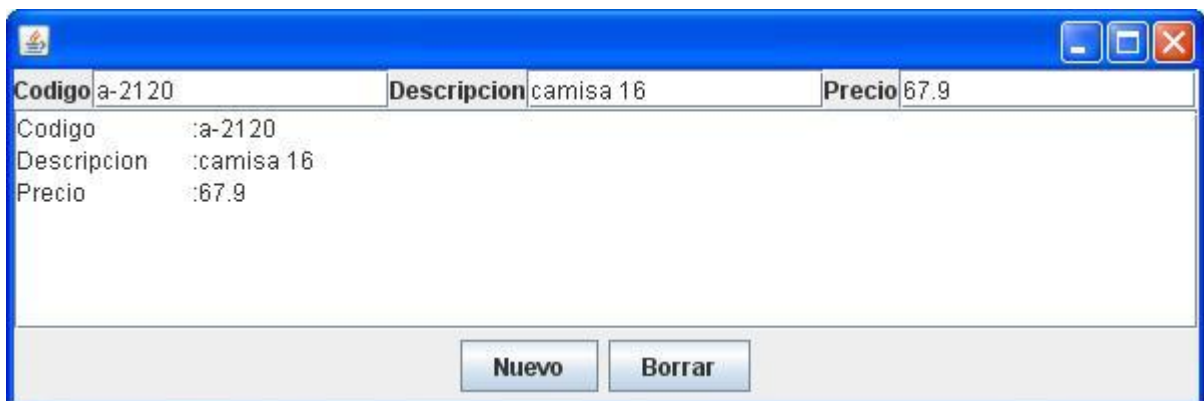 Codigo a-2120 Descripcion camisa 16 Precio 67.9
Codigo :a-2120
Descripcion :camisa 16
Precio :67.9
Nuevo Borrar